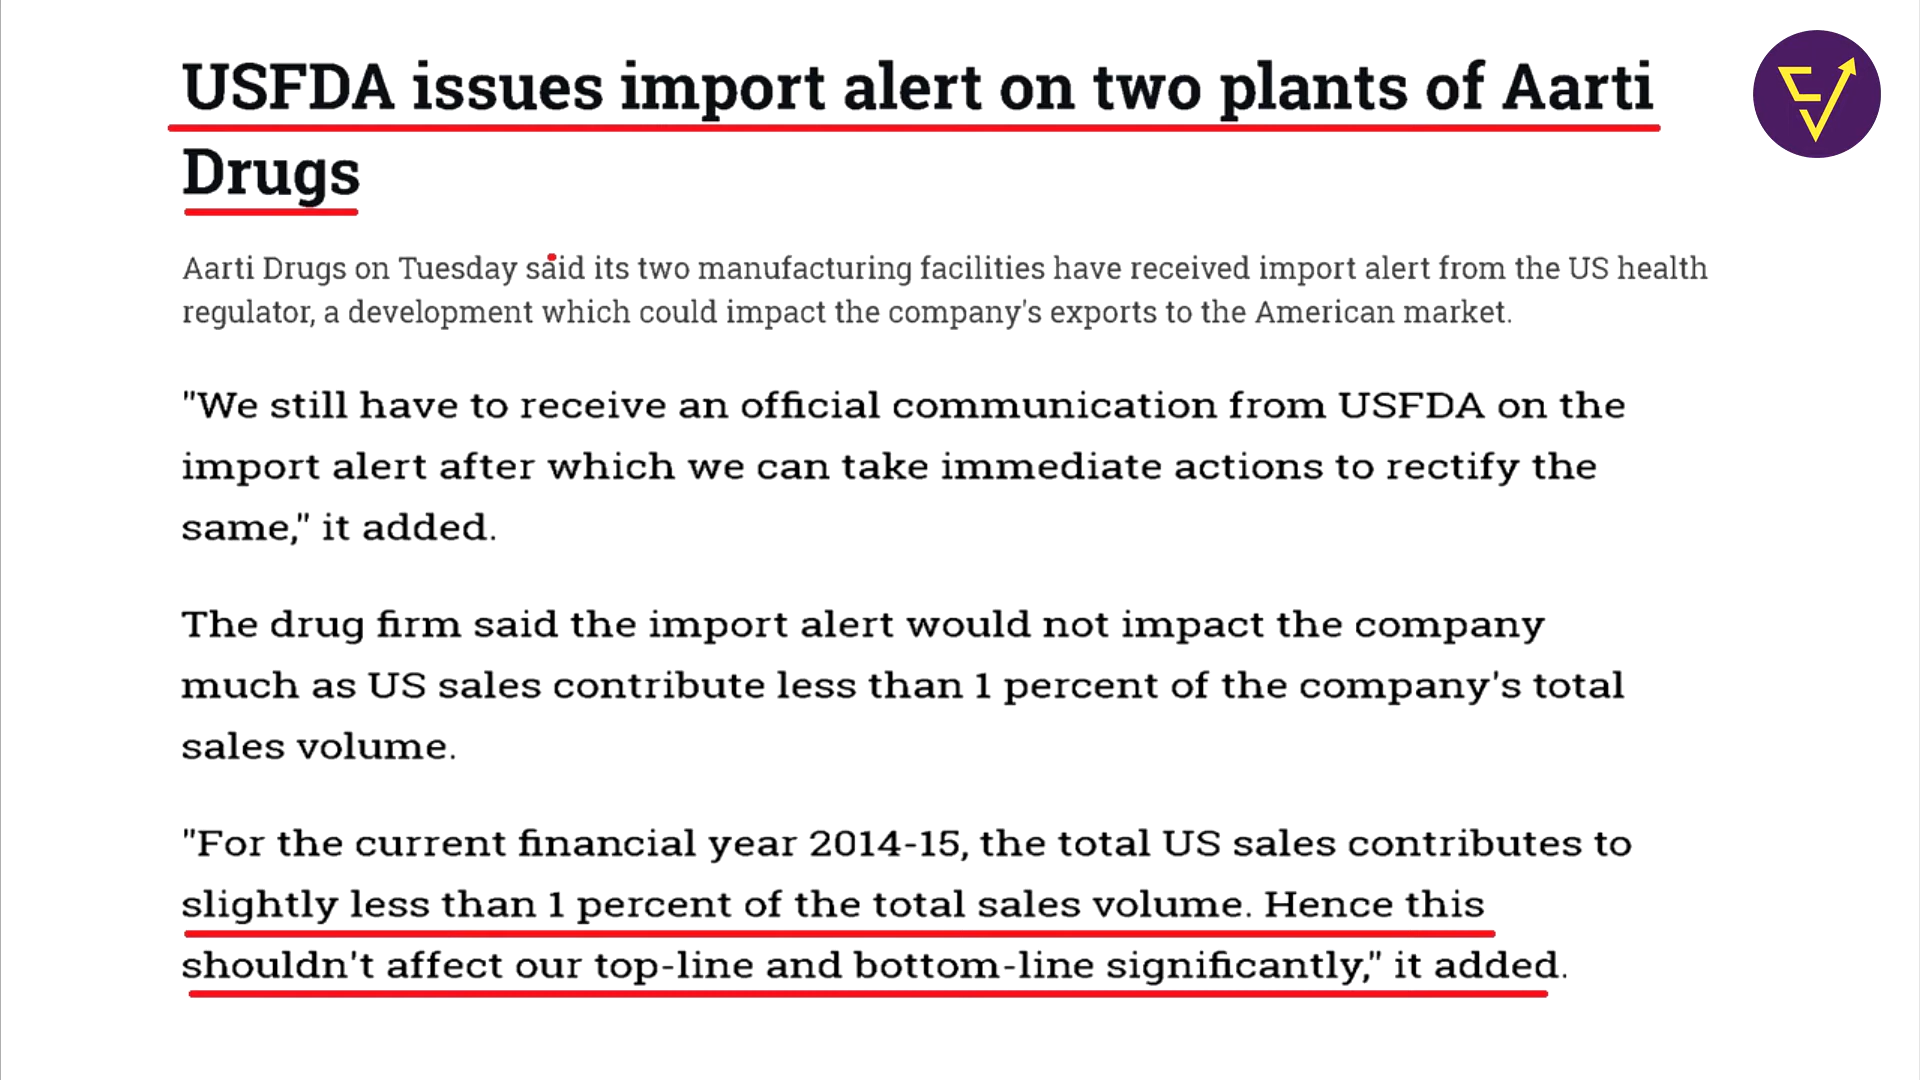 USFDA issues import alert on two plants of Aarti
Drugs
Aarti Drugs on Tuesday said its two manufacturing facilities have received import alert from the US health
regulator, a development which could impact the company's exports to the American market.
"We still have to receive an official communication from USFDA on the
import alert after which we can take immediate actions to rectify the
same," it added.
The drug firm said the import alert would not impact the company
much as US sales contribute less than 1 percent of the company's total
sales volume.
"For the current financial year 2014-15, the total US sales contributes to
slightly less than 1 percent of the total sales volume. Hence this
shouldn't affect our top-line and bottom-line significantly," it added.